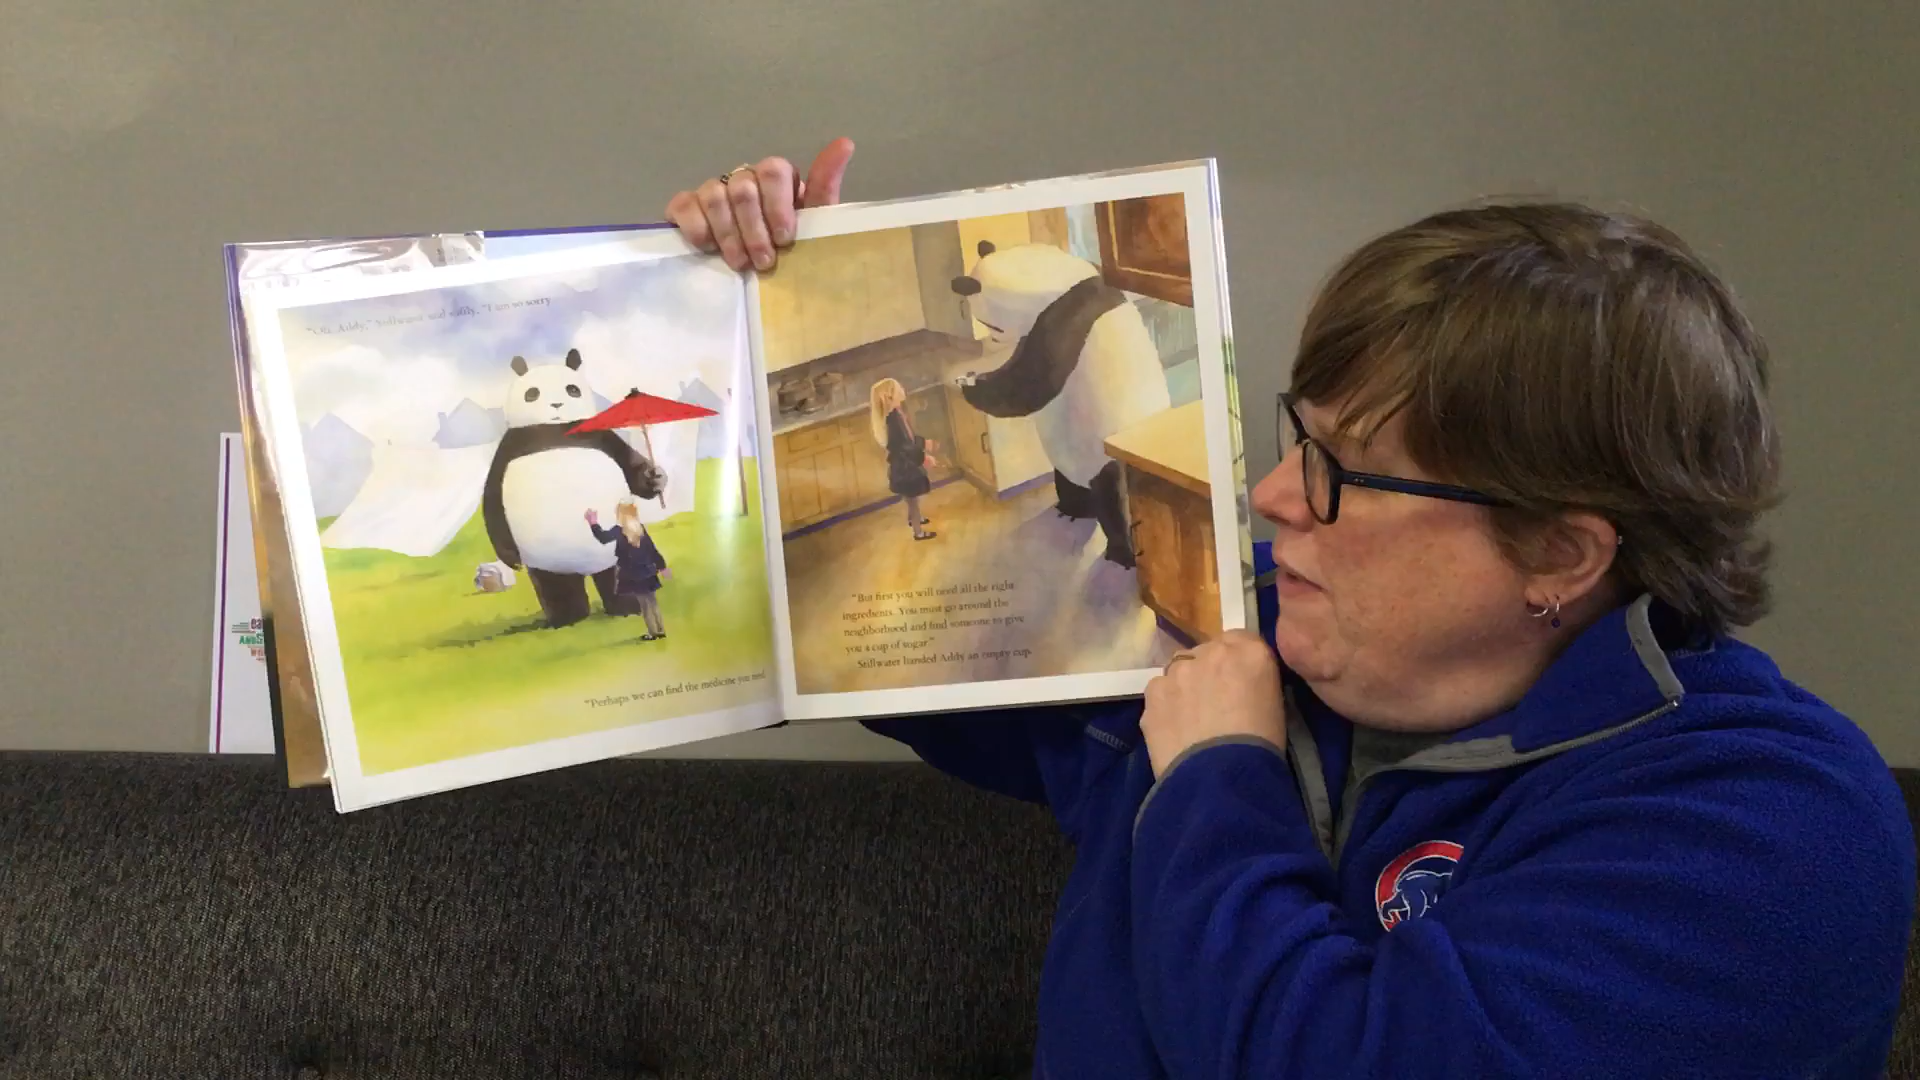 "Oh, Addy," Stillwater said softly, "I am so sorry
"Perhaps we can find the medicine you need
"But first you will need all the right
ingredients. You must go around the
neighborhood and find someone to give
you a cup of sugar."
Stillwater handed Addy an empty cup.